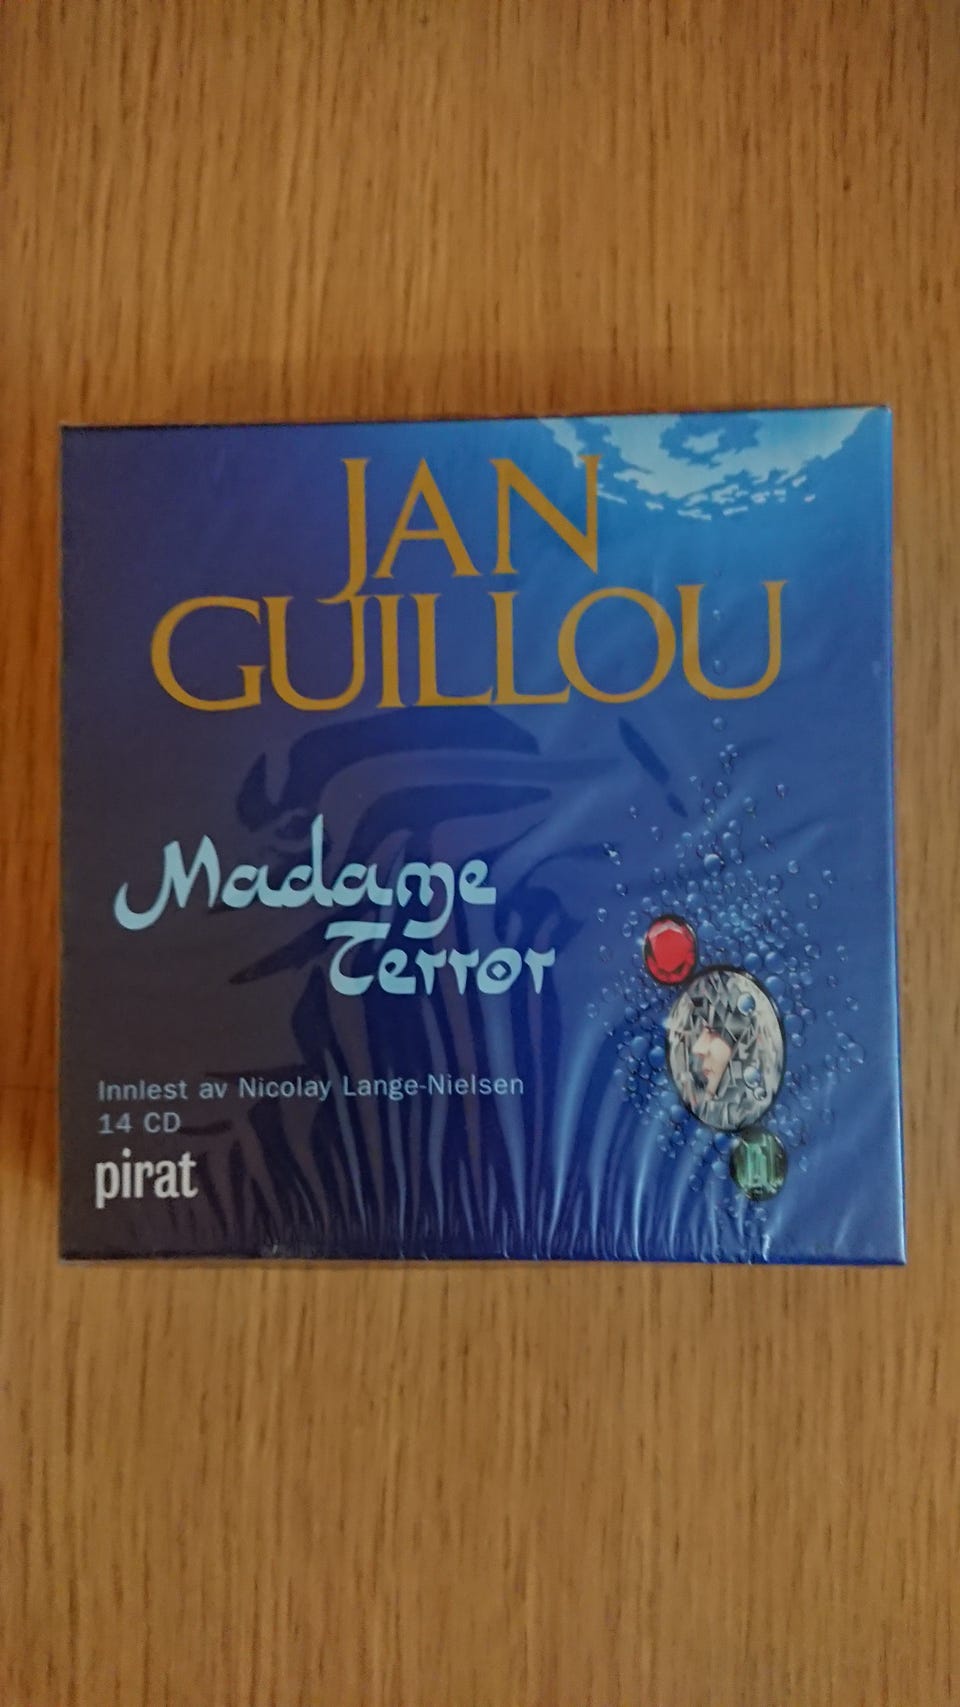 JAN
GUILLOU
Madame
Terror
Innlest av Nicolay Lange-Nielsen
14 CD
pirat